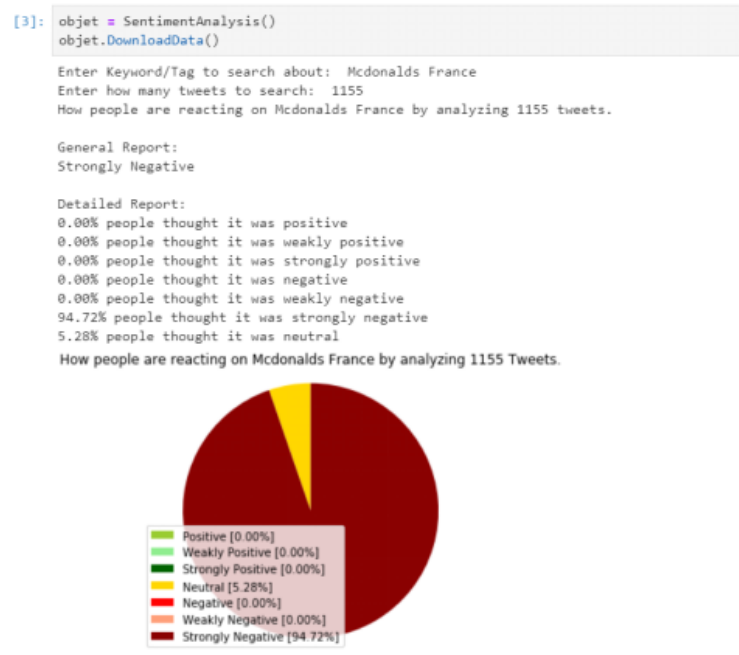 [3]: objet = SentimentAnalysis()
objet.DownloadData()
Enter Keyword/Tag to search about:  Mcdonalds France
Enter how many tweets to search:  1155
How people are reacting on Mcdonalds France by analyzing 1155 tweets.
General Report:
Strongly Negative
Detailed Report:
0.00% people thought it was positive
0.00% people thought it was weakly positive
0.00% people thought it was strongly positive
0.00% people thought it was negative
0.00% people thought it was weakly negative
94.72% people thought it was strongly negative
5.28% people thought it was neutral
How people are reacting on Mcdonalds France by analyzing 1155 Tweets.
Positive [0.00%]
Weakly Positive [0.00%]
Strongly Positive [0.00%]
Neutral [5.28%]
Negative [0.00%]
Weakly Negative [0.00%]
Strongly Negative [94.72%]